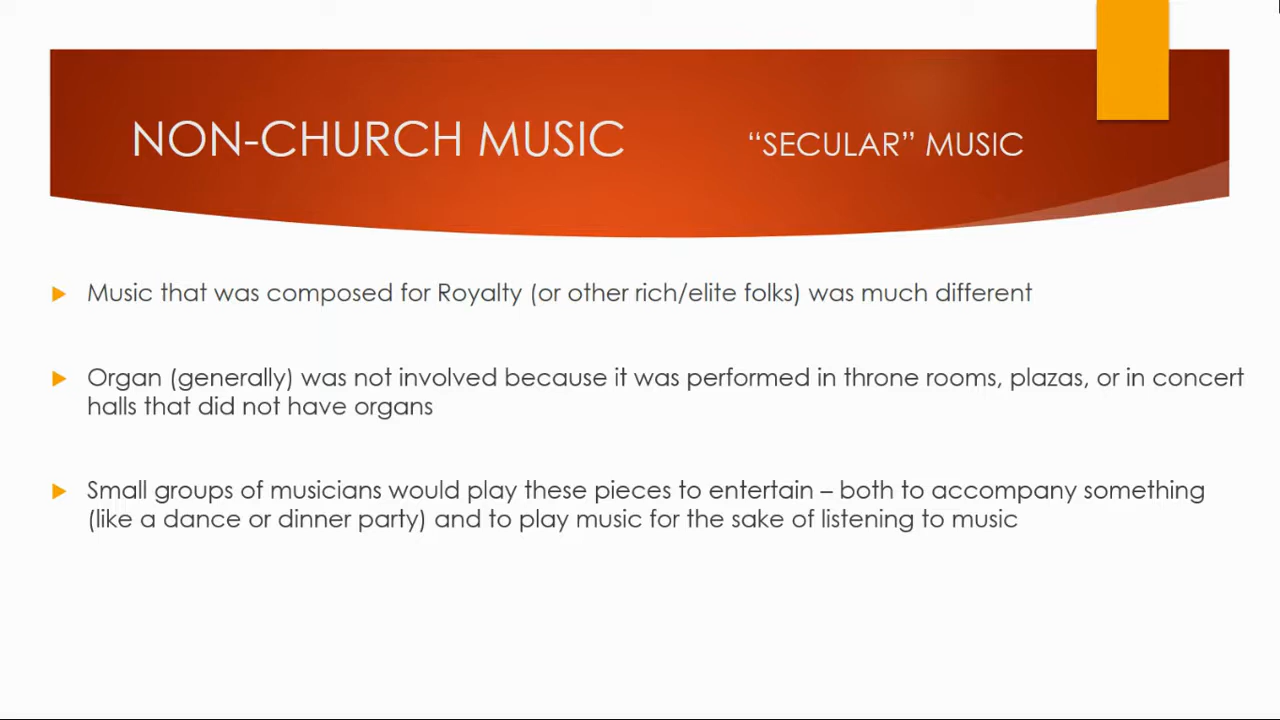 NON-CHURCH MUSIC “SECULAR” MUSIC
Music that was composed for Royalty (or other rich/elite folks) was much different
Organ (generally) was not involved because it was performed in throne rooms, plazas, or in concert
halls that did not have organs
Small groups of musicians would play these pieces to entertain – both to accompany something
(like a dance or dinner party) and to play music for the sake of listening to music